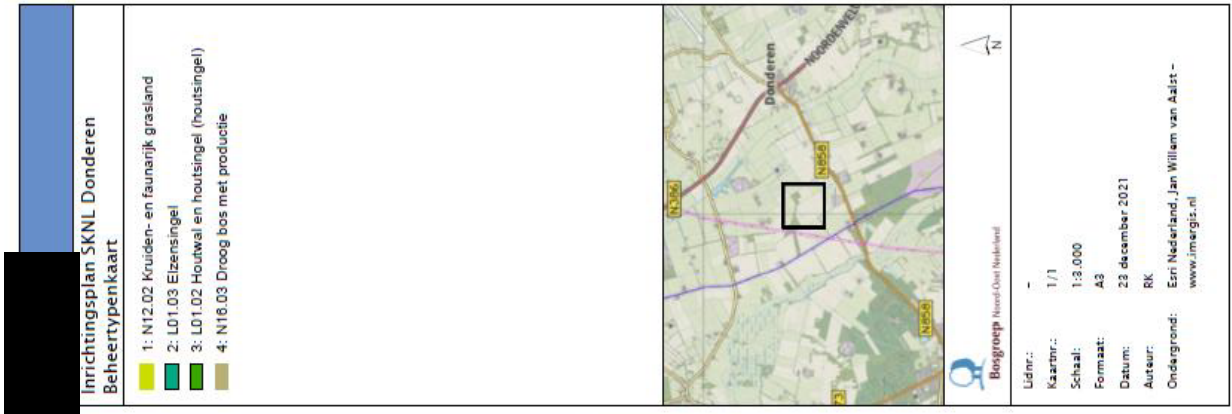 Inrichtingsplan SKNL Donderen
Beheertypenkaart
1: N12.02 Kruiden- en faunarijk grasland
2: L01.03 Elzensingel
3: L01.02 Houtwal en houtsingel (houtsingel)
4: N16.03 Droog bos met productie
N386
Donderen
NOORDENVELD
N858
N858
73
Bosgroep Noord-Oost Nederland
N
Lidnr.: -
Kaartnr.: 1/1
Schaal: 1:3.000
Formaat: A3
Datum: 23 december 2021
Auteur: RK
Ondergrond: Esri Nederland, Jan Willem van Aalst -
www.imergis.nl